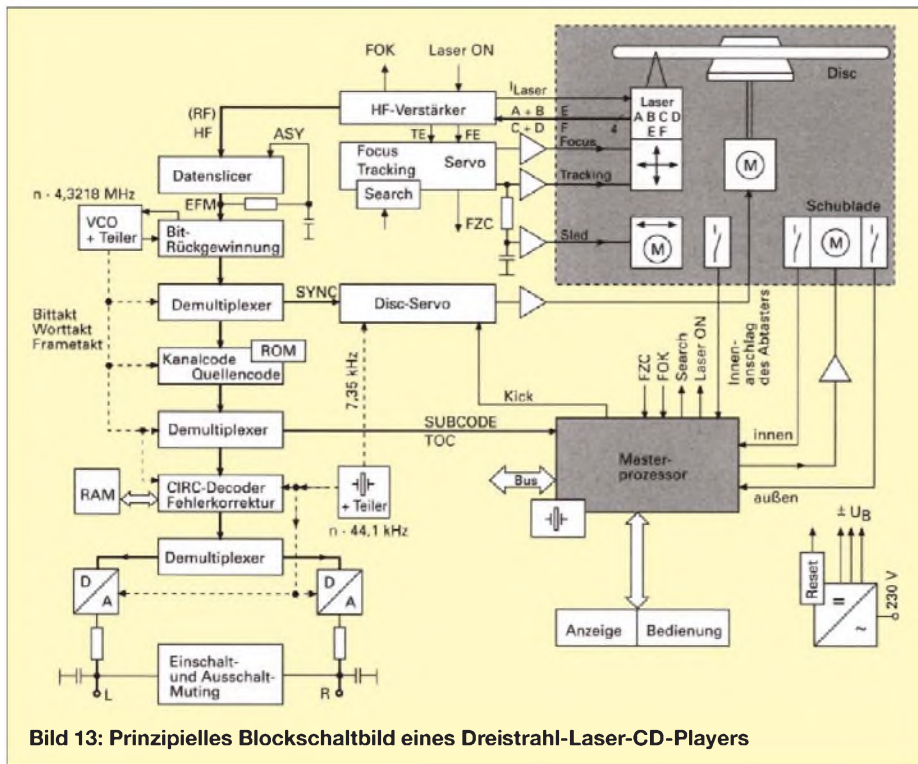 FOK
Laser ON
(RF)
HF
HF-Verstärker
I Laser
A + B E
C + D F 4
TE FE
Laser
A B C D
E F
Disc
ASY
Datenslicer
Focus
Tracking
Servo
Search
Focus
Tracking
M
n · 4,3218 MHz
EFM
FZC
Schublade
VCO
+ Teiler
Bit-
Rückgewinnung
Sled
M
M
Demultiplexer
SYNC
Disc-Servo
Bittakt
Worttakt
Frametakt
Kanalcode
Quellencode
ROM
7,35 kHz
Kick
FZC
FOK
Search
Laser ON
Innen-
anschlag
des Abtasters
Demultiplexer
SUBCODE
TOC
innen
Master-
prozessor
Bus
außen
RAM
CIRC-Decoder
Fehlerkorrektur
+ Teiler
n · 44,1 kHz
± UB
Demultiplexer
D
A
D
A
Reset
=
~
230 V
Anzeige
Bedienung
Einschalt-
und Ausschalt-
Muting
L
R
Bild 13: Prinzipielles Blockschaltbild eines Dreistrahl-Laser-CD-Players